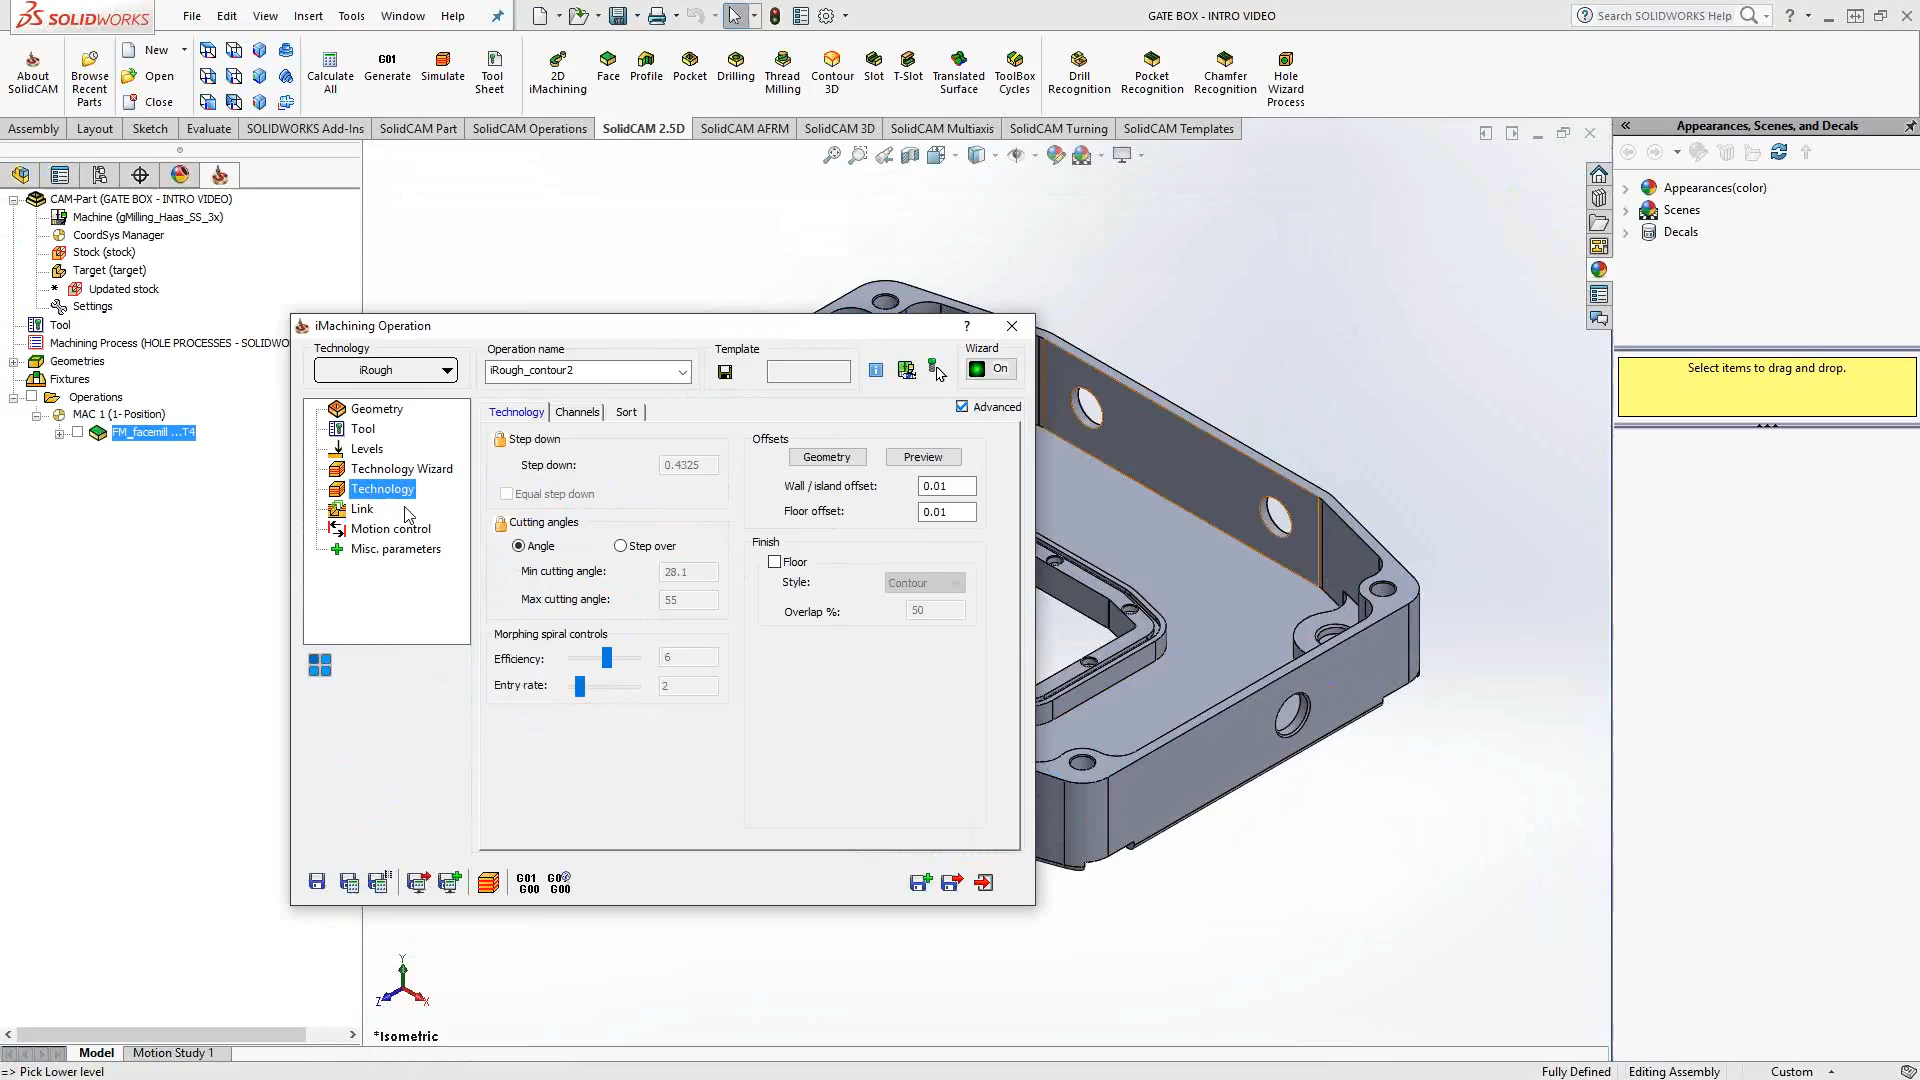 SOLIDWORKS
File Edit View Insert Tools Window Help
GATE BOX - INTRO VIDEO
Search SOLIDWORKS Help
About SolidCAM
Browse Recent Parts
New
Open
Close
Calculate All
G01
Generate
Simulate
Tool Sheet
2D iMachining
Face
Profile
Pocket
Drilling
Thread Milling
Contour 3D
Slot
T-Slot
Translated Surface
ToolBox Cycles
Drill Recognition
Pocket Recognition
Chamfer Recognition
Hole Wizard Process
Assembly Layout Sketch Evaluate SOLIDWORKS Add-Ins SolidCAM Part SolidCAM Operations SolidCAM 2.5D SolidCAM AFRM SolidCAM 3D SolidCAM Multiaxis SolidCAM Turning SolidCAM Templates
Appearances, Scenes, and Decals
Appearances(color)
Scenes
Decals
Select items to drag and drop.
CAM-Part (GATE BOX - INTRO VIDEO)
Machine (gMilling_Haas_SS_3x)
CoordSys Manager
Stock (stock)
Target (target)
* Updated stock
Settings
Tool
Machining Process (HOLE PROCESSES - SOLIDWO
Geometries
Fixtures
Operations
MAC 1 (1- Position)
FM_facemill ...T4
iMachining Operation
?
Technology
iRough
Operation name
iRough_contour2
Template
Wizard
On
Geometry
Tool
Levels
Technology Wizard
Technology
Link
Motion control
Misc. parameters
Technology Channels Sort
Advanced
Step down
Step down: 0.4325
Equal step down
Cutting angles
Angle Step over
Min cutting angle: 28.1
Max cutting angle: 55
Morphing spiral controls
Efficiency: 6
Entry rate: 2
Offsets
Geometry Preview
Wall / island offset: 0.01
Floor offset: 0.01
Finish
Floor
Style: Contour
Overlap %: 50
G01 G00
G0 G00
Y
Z
X
*Isometric
Model Motion Study 1
=> Pick Lower level
Fully Defined Editing Assembly Custom